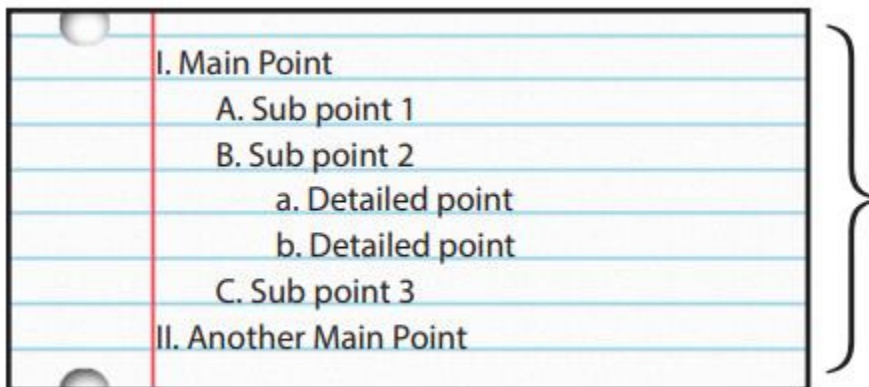 I. Main Point
A. Sub point 1
B. Sub point 2
a. Detailed point
b. Detailed point
C. Sub point 3
II. Another Main Point